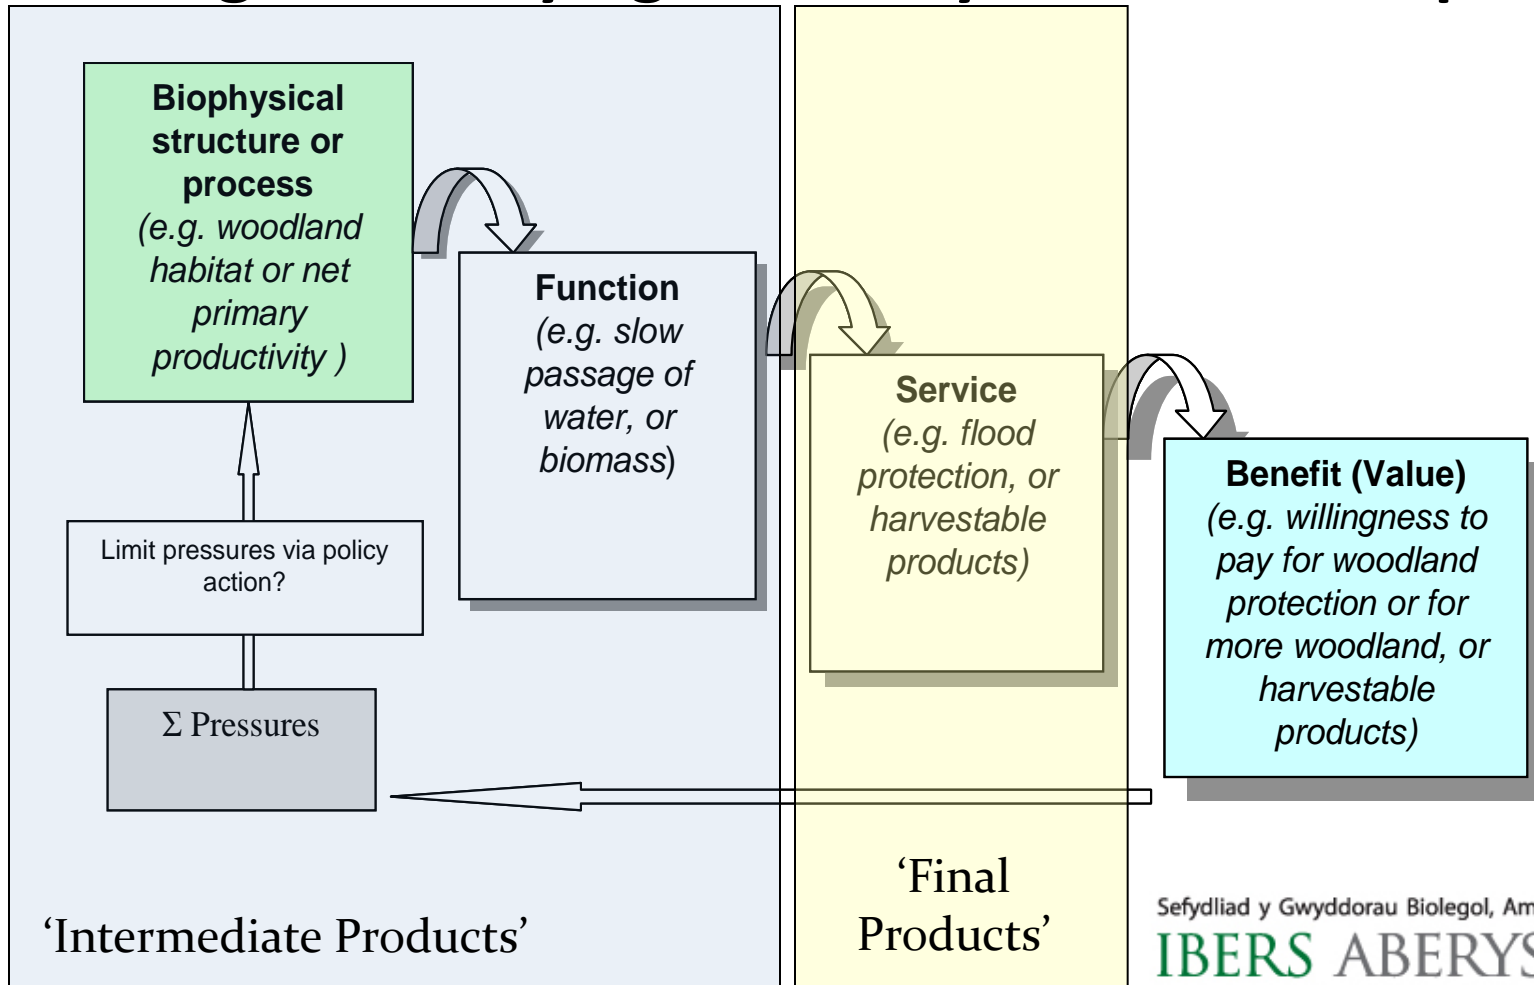 Biophysical
structure or
process
(e.g. woodland
habitat or net
primary
productivity )
Function
(e.g. slow
passage of
water, or
biomass)
Service
(e.g. flood
protection, or
harvestable
products)
Benefit (Value)
(e.g. willingness to
pay for woodland
protection or for
more woodland, or
harvestable
products)
Limit pressures via policy
action?
Σ Pressures
‘Intermediate Products’
‘Final
Products’
Sefydliad y Gwyddorau Biolegol, Am
IBERS ABERYS